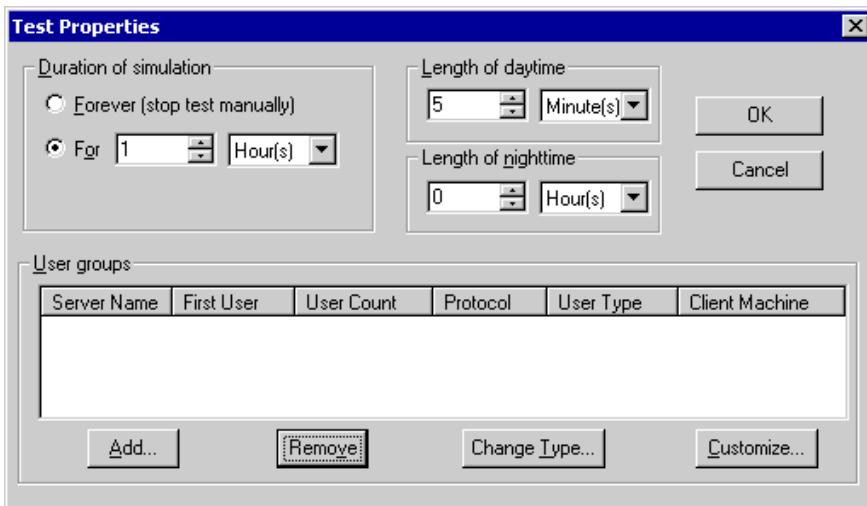 Test Properties
Duration of simulation
Forever (stop test manually)
For 1 Hour(s)
Length of daytime
5 Minute(s)
Length of nighttime
0 Hour(s)
OK
Cancel
User groups
Server Name First User User Count Protocol User Type Client Machine
Add... Remove Change Type... Customize...